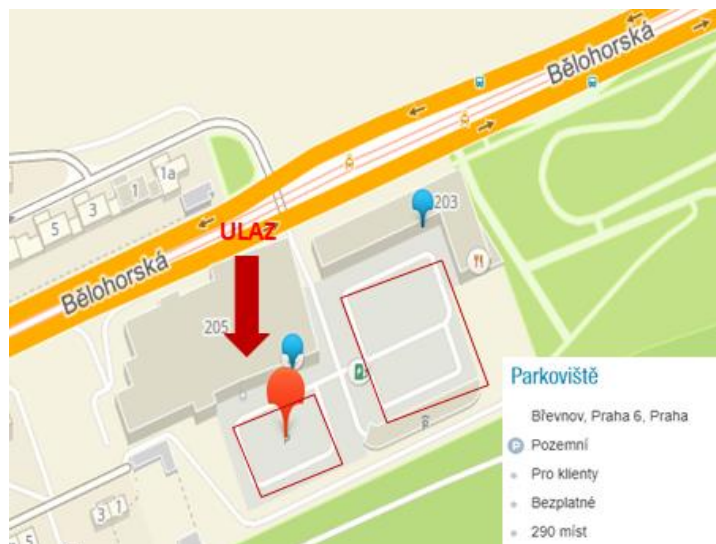 Bělohorská
203
1a
1
3
5
ULAZ
Bělohorská
205
P
Parkoviště
Břevnov, Praha 6, Praha
P Pozemní
Pro klienty
Bezplatné
290 míst
3
1
5